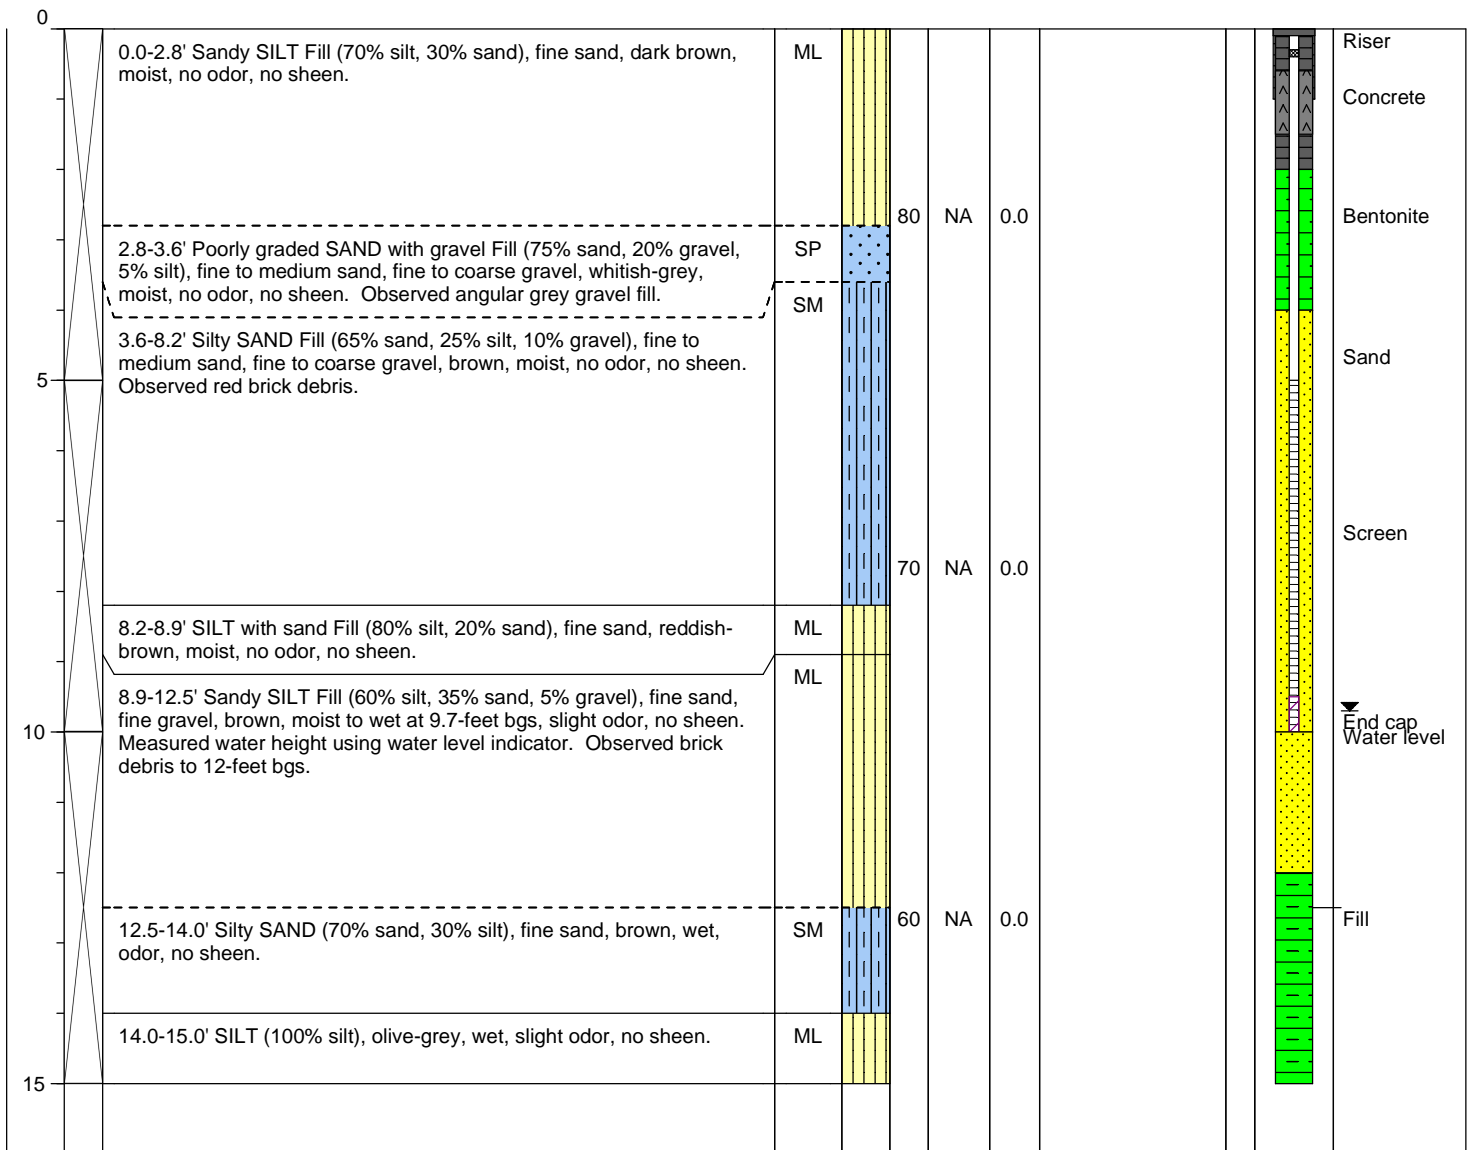 0
0.0-2.8' Sandy SILT Fill (70% silt, 30% sand), fine sand, dark brown,
moist, no odor, no sheen.
ML
Riser
Concrete
80 NA 0.0
Bentonite
2.8-3.6' Poorly graded SAND with gravel Fill (75% sand, 20% gravel,
5% silt), fine to medium sand, fine to coarse gravel, whitish-grey,
moist, no odor, no sheen.  Observed angular grey gravel fill.
SP
SM
3.6-8.2' Silty SAND Fill (65% sand, 25% silt, 10% gravel), fine to
medium sand, fine to coarse gravel, brown, moist, no odor, no sheen.
Observed red brick debris.
Sand
5
Screen
70 NA 0.0
8.2-8.9' SILT with sand Fill (80% silt, 20% sand), fine sand, reddish-
brown, moist, no odor, no sheen.
ML
ML
8.9-12.5' Sandy SILT Fill (60% silt, 35% sand, 5% gravel), fine sand,
fine gravel, brown, moist to wet at 9.7-feet bgs, slight odor, no sheen.
Measured water height using water level indicator.  Observed brick
debris to 12-feet bgs.
End cap
Water level
10
60 NA 0.0
Fill
12.5-14.0' Silty SAND (70% sand, 30% silt), fine sand, brown, wet,
odor, no sheen.
SM
14.0-15.0' SILT (100% silt), olive-grey, wet, slight odor, no sheen.
ML
15